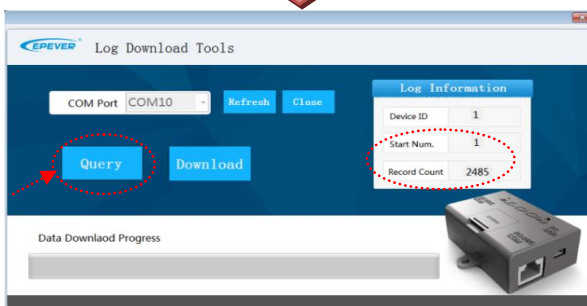 EPEVER Log Download Tools
Log Information
COM Port COM10 Refresh Close
Device ID 1
Start Num. 1
Query Download
Record Count 2485
Data Downlaod Progress